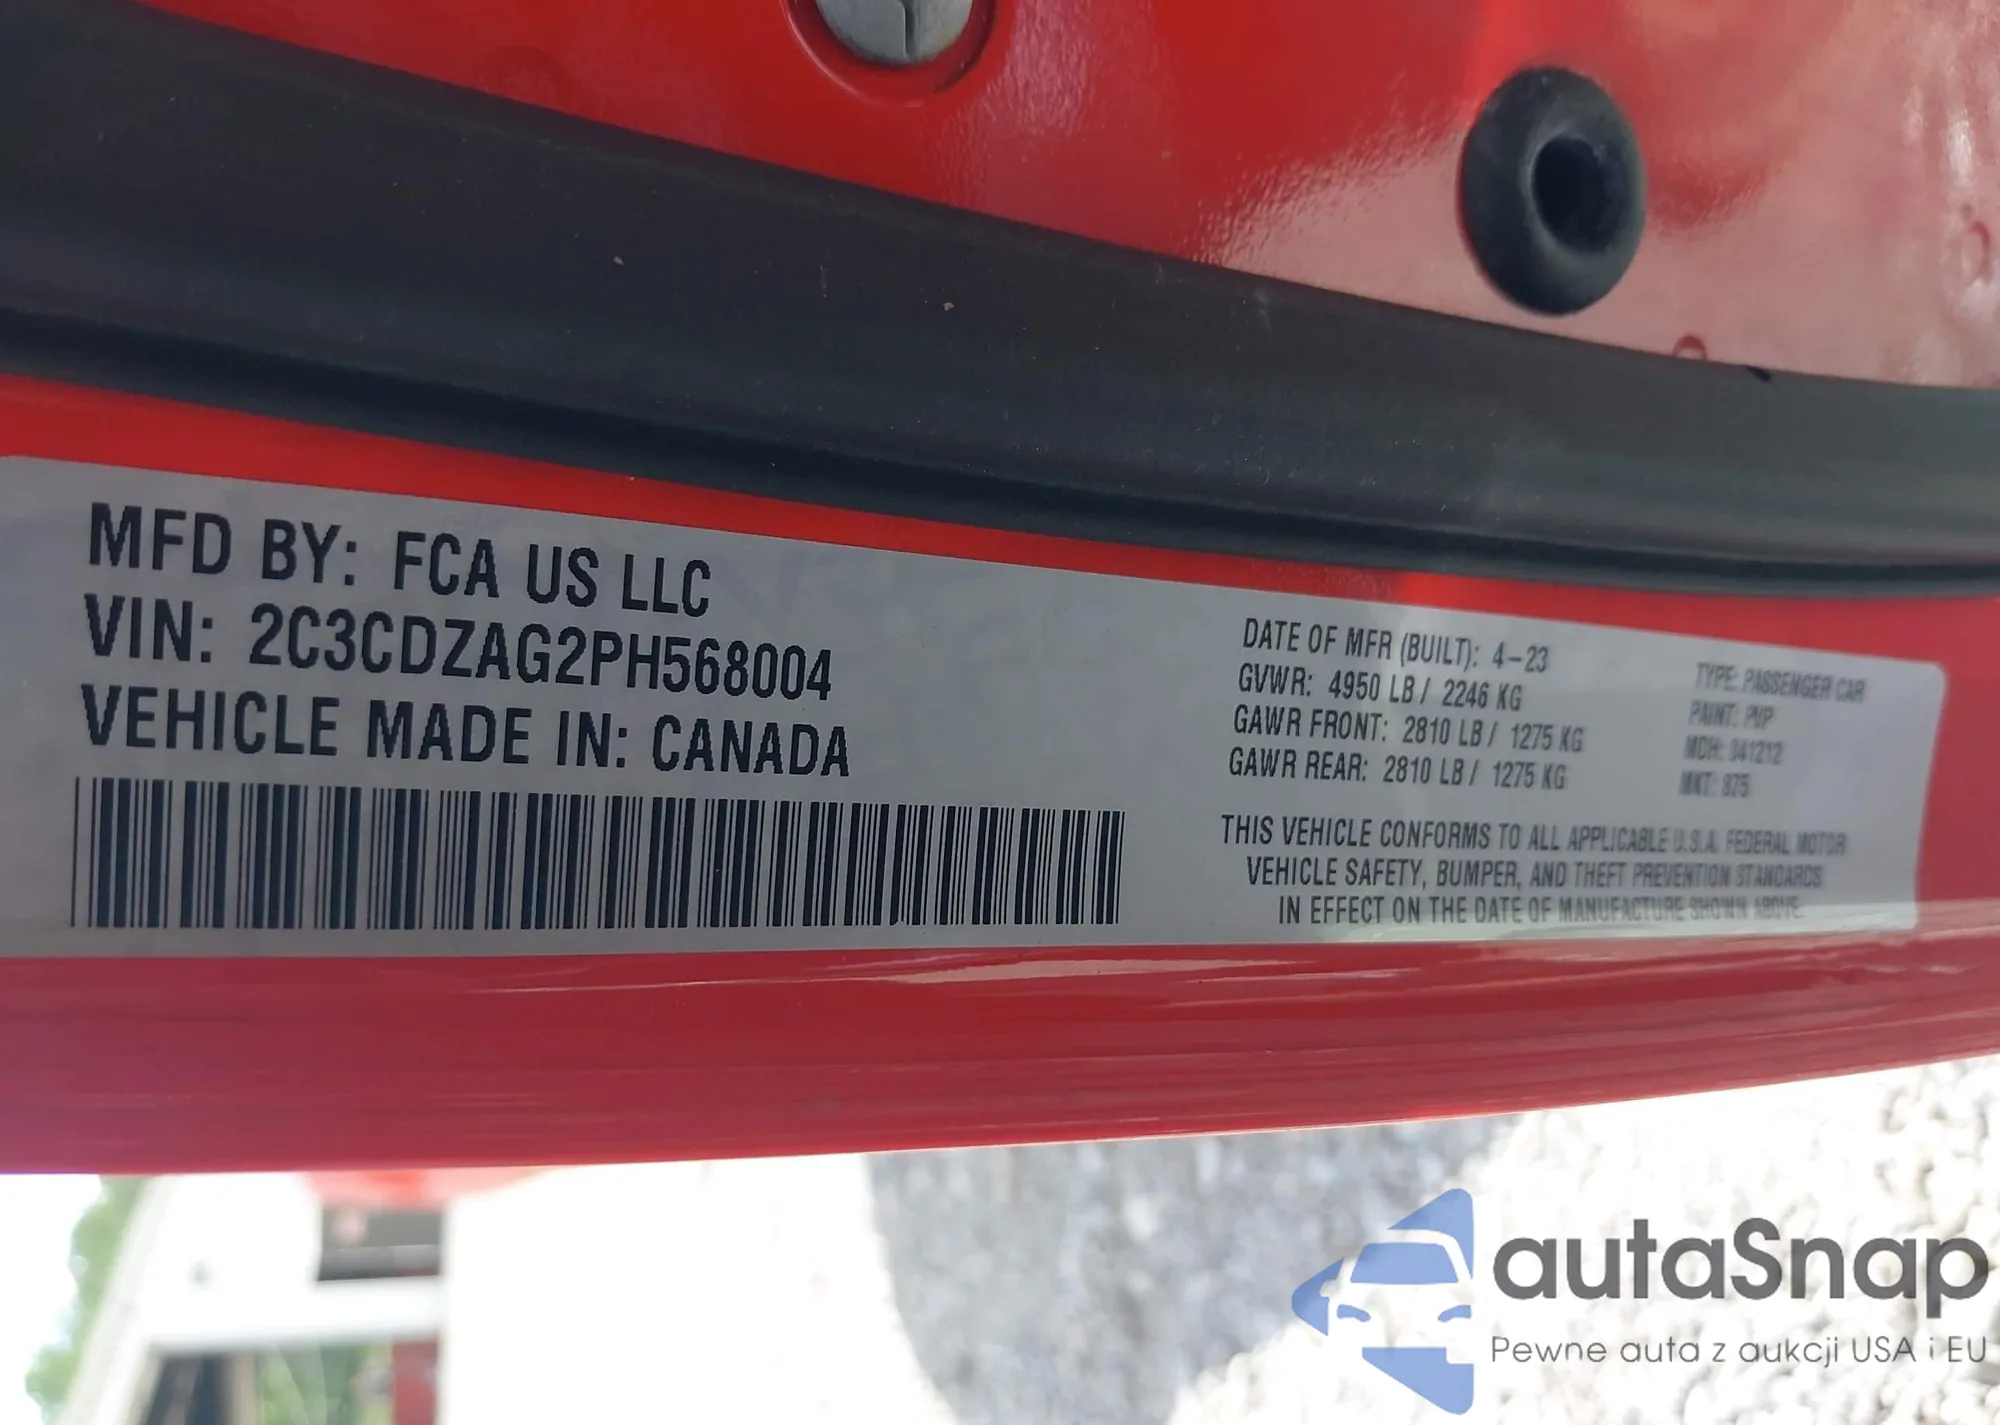 MFD BY: FCA US LLC
VIN: 2C3CDZAG2PH568004
VEHICLE MADE IN: CANADA
DATE OF MFR (BUILT): 4-23
GVWR: 4950 LB / 2246 KG
GAWR FRONT: 2810 LB / 1275 KG
GAWR REAR: 2810 LB / 1275 KG
TYPE: PASSENGER CAR
PAINT: PVP
MDH: 041212
MKT: 875
THIS VEHICLE CONFORMS TO ALL APPLICABLE U.S.A. FEDERAL MOTOR
VEHICLE SAFETY, BUMPER, AND THEFT PREVENTION STANDARDS
IN EFFECT ON THE DATE OF MANUFACTURE SHOWN ABOVE.
autaSnap
Pewne auta z aukcji USA i EU